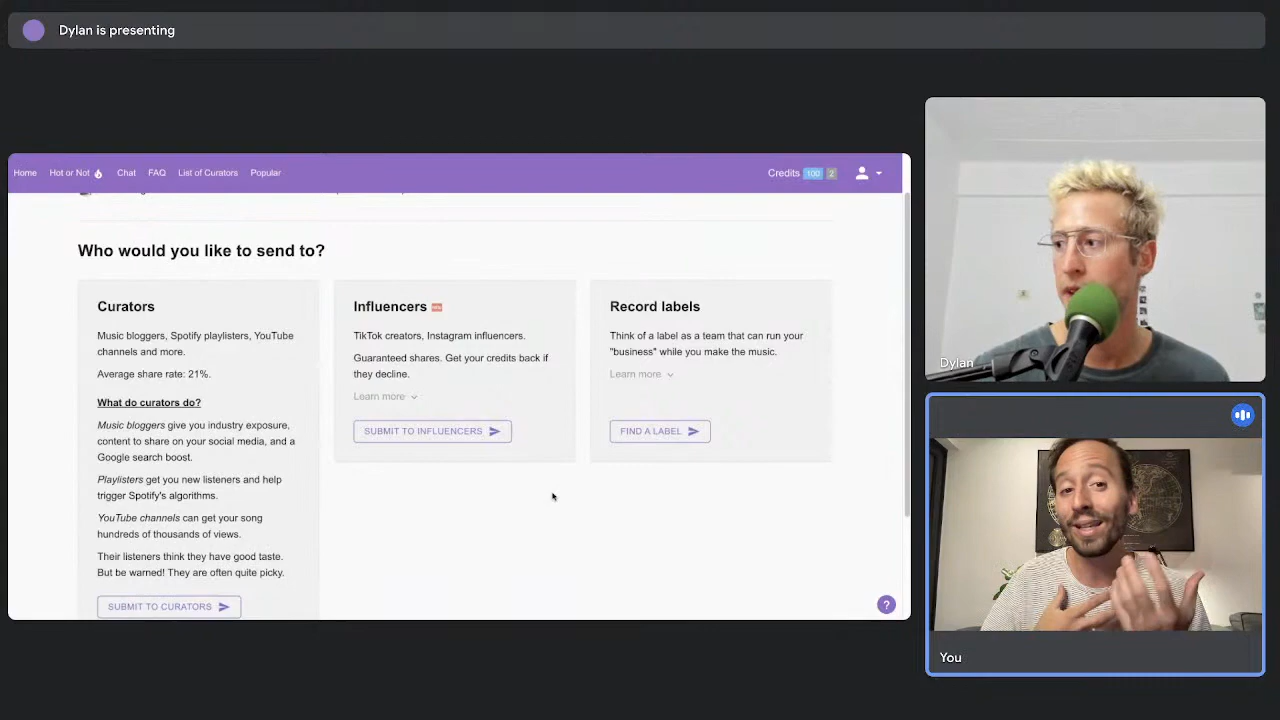 Dylan is presenting
Home Hot or Not Chat FAQ List of Curators Popular Credits 100 2
Who would you like to send to?
Curators
Music bloggers, Spotify playlisters, YouTube
channels and more.
Average share rate: 21%.
What do curators do?
Music bloggers give you industry exposure,
content to share on your social media, and a
Google search boost.
Playlisters get you new listeners and help
trigger Spotify's algorithms.
YouTube channels can get your song
hundreds of thousands of views.
Their listeners think they have good taste.
But be warned! They are often quite picky.
SUBMIT TO CURATORS
Influencers
TikTok creators, Instagram influencers.
Guaranteed shares. Get your credits back if
they decline.
Learn more
SUBMIT TO INFLUENCERS
Record labels
Think of a label as a team that can run your
"business" while you make the music.
Learn more
FIND A LABEL
?
Dylan
You